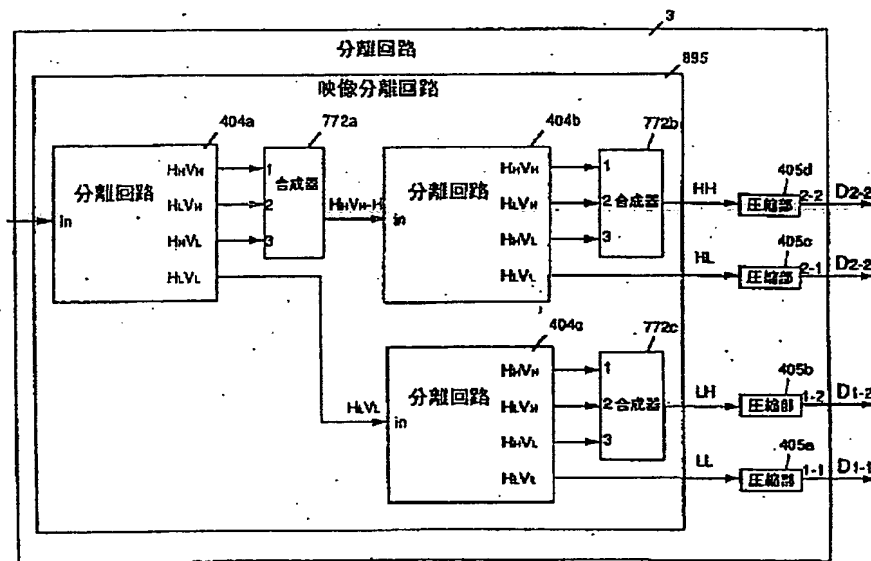 3
分離回路
895
映像分離回路
404a
772a
404b
772b
分離回路
in
HHVH
HLVH
HHVL
HLVL
1
2
3
合成器
HHVH-H
分離回路
in
HHVH
HLVH
HHVL
HLVL
1
2
3
合成器
HH
405d
圧縮部
2-2
D2-2
HL
405c
圧縮部
2-1
D2-2
404c
772c
HLVL
分離回路
in
HHVH
HLVH
HHVL
HLVL
1
2
3
合成器
LH
405b
圧縮部
1-2
D1-2
LL
405a
圧縮部
1-1
D1-1